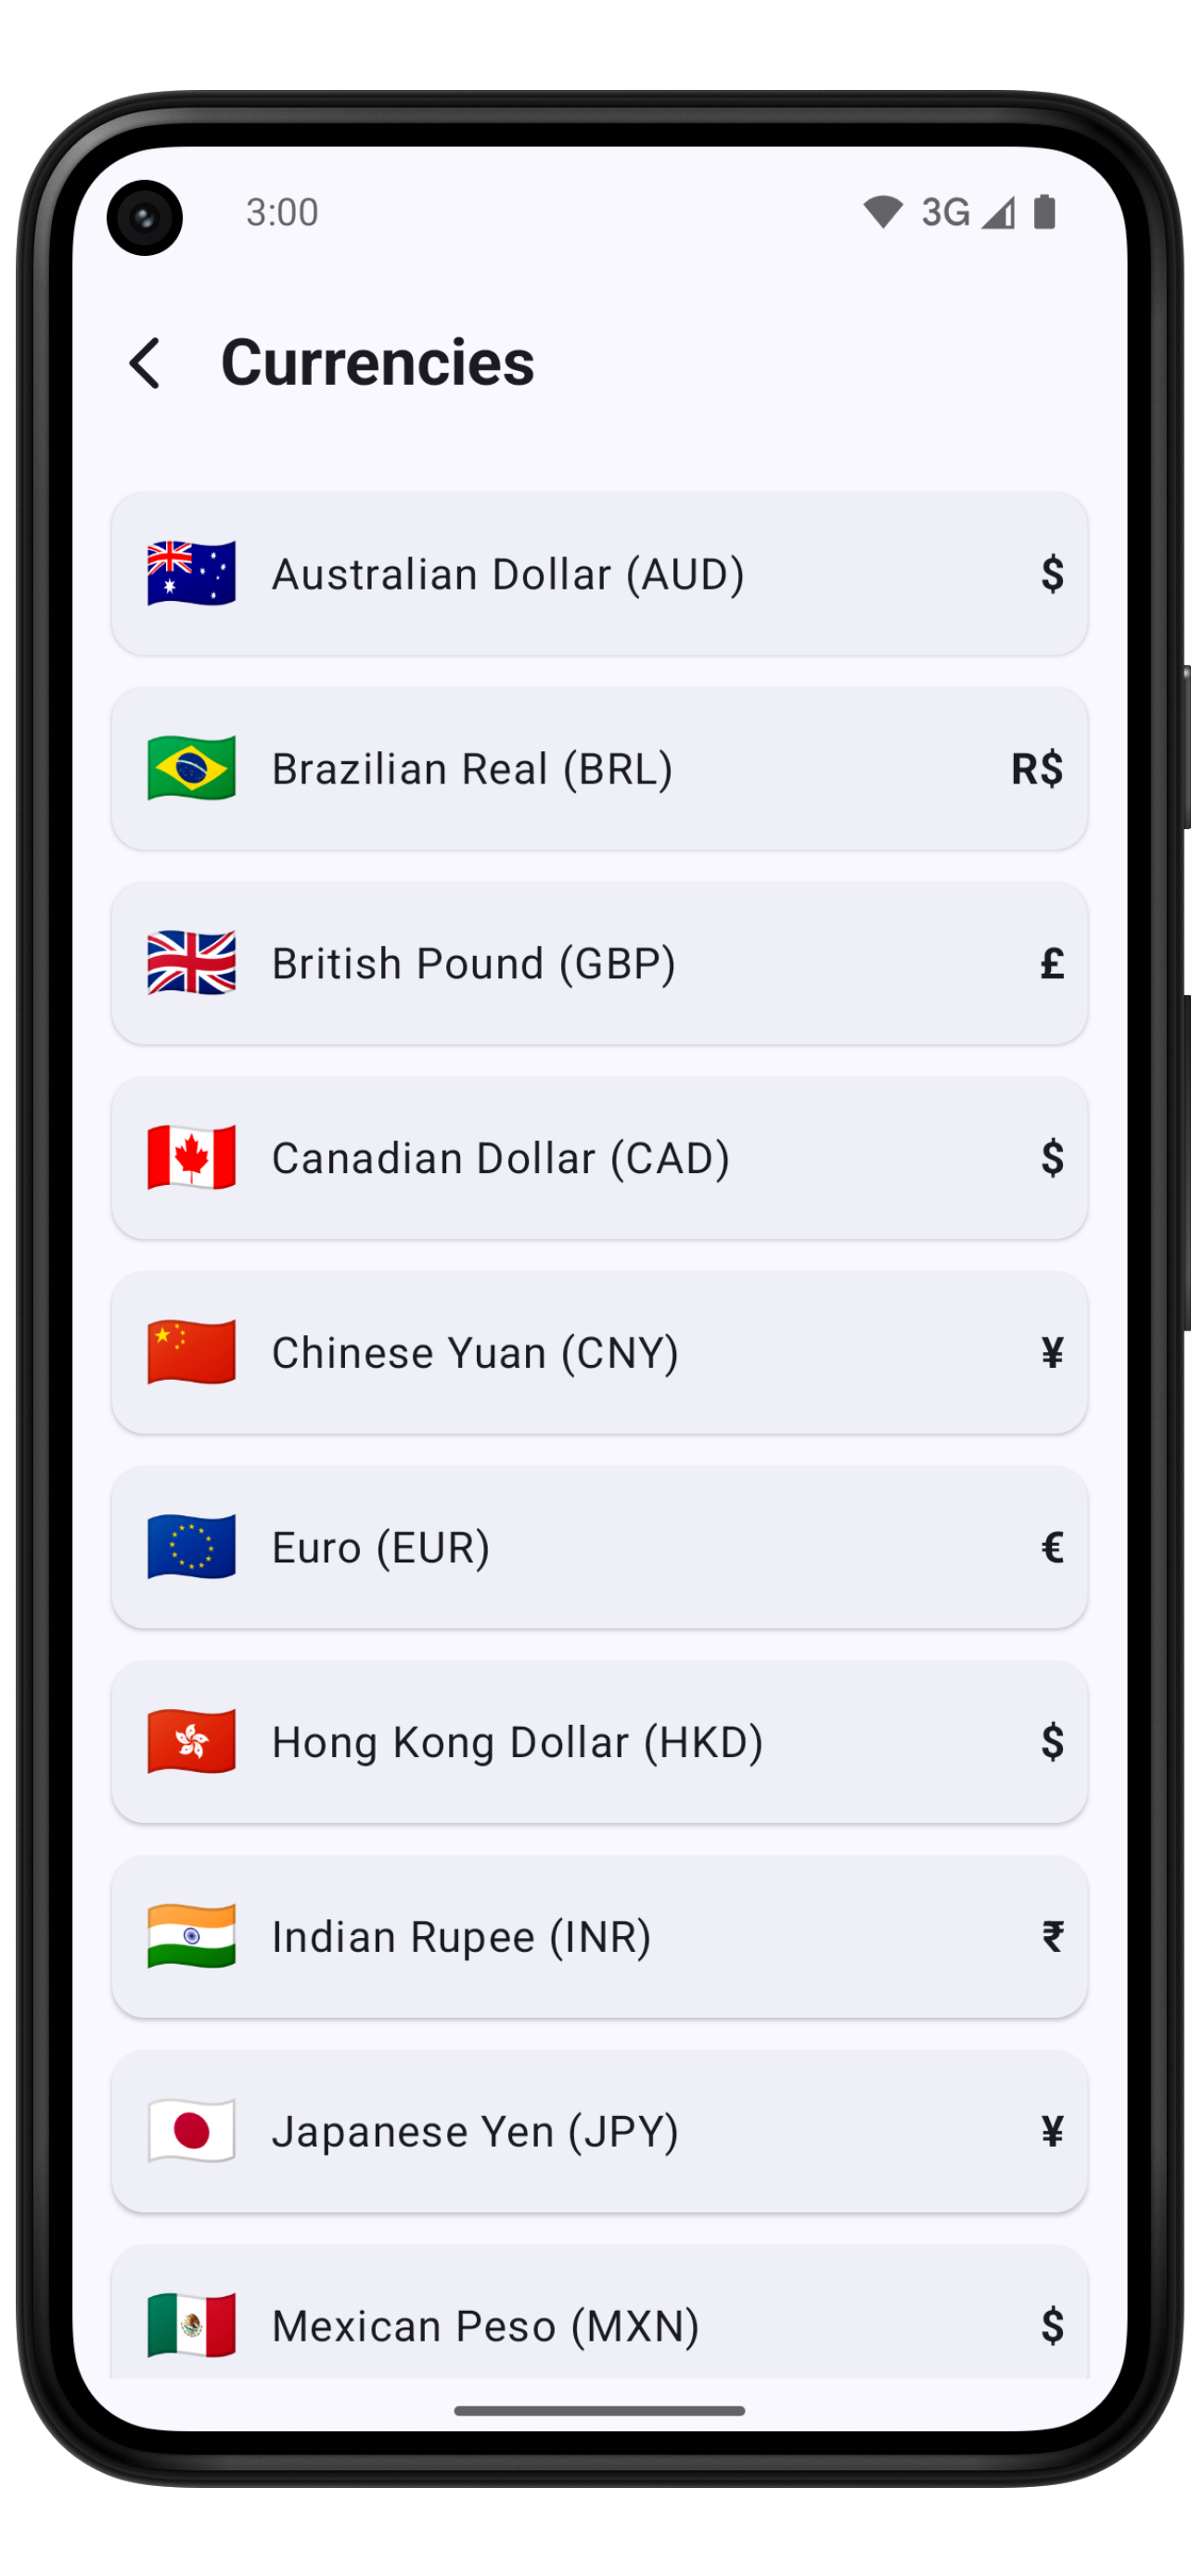 3:00 3G
Currencies
Australian Dollar (AUD) $
Brazilian Real (BRL) R$
British Pound (GBP) £
Canadian Dollar (CAD) $
Chinese Yuan (CNY) ¥
Euro (EUR) €
Hong Kong Dollar (HKD) $
Indian Rupee (INR) ₹
Japanese Yen (JPY) ¥
Mexican Peso (MXN) $